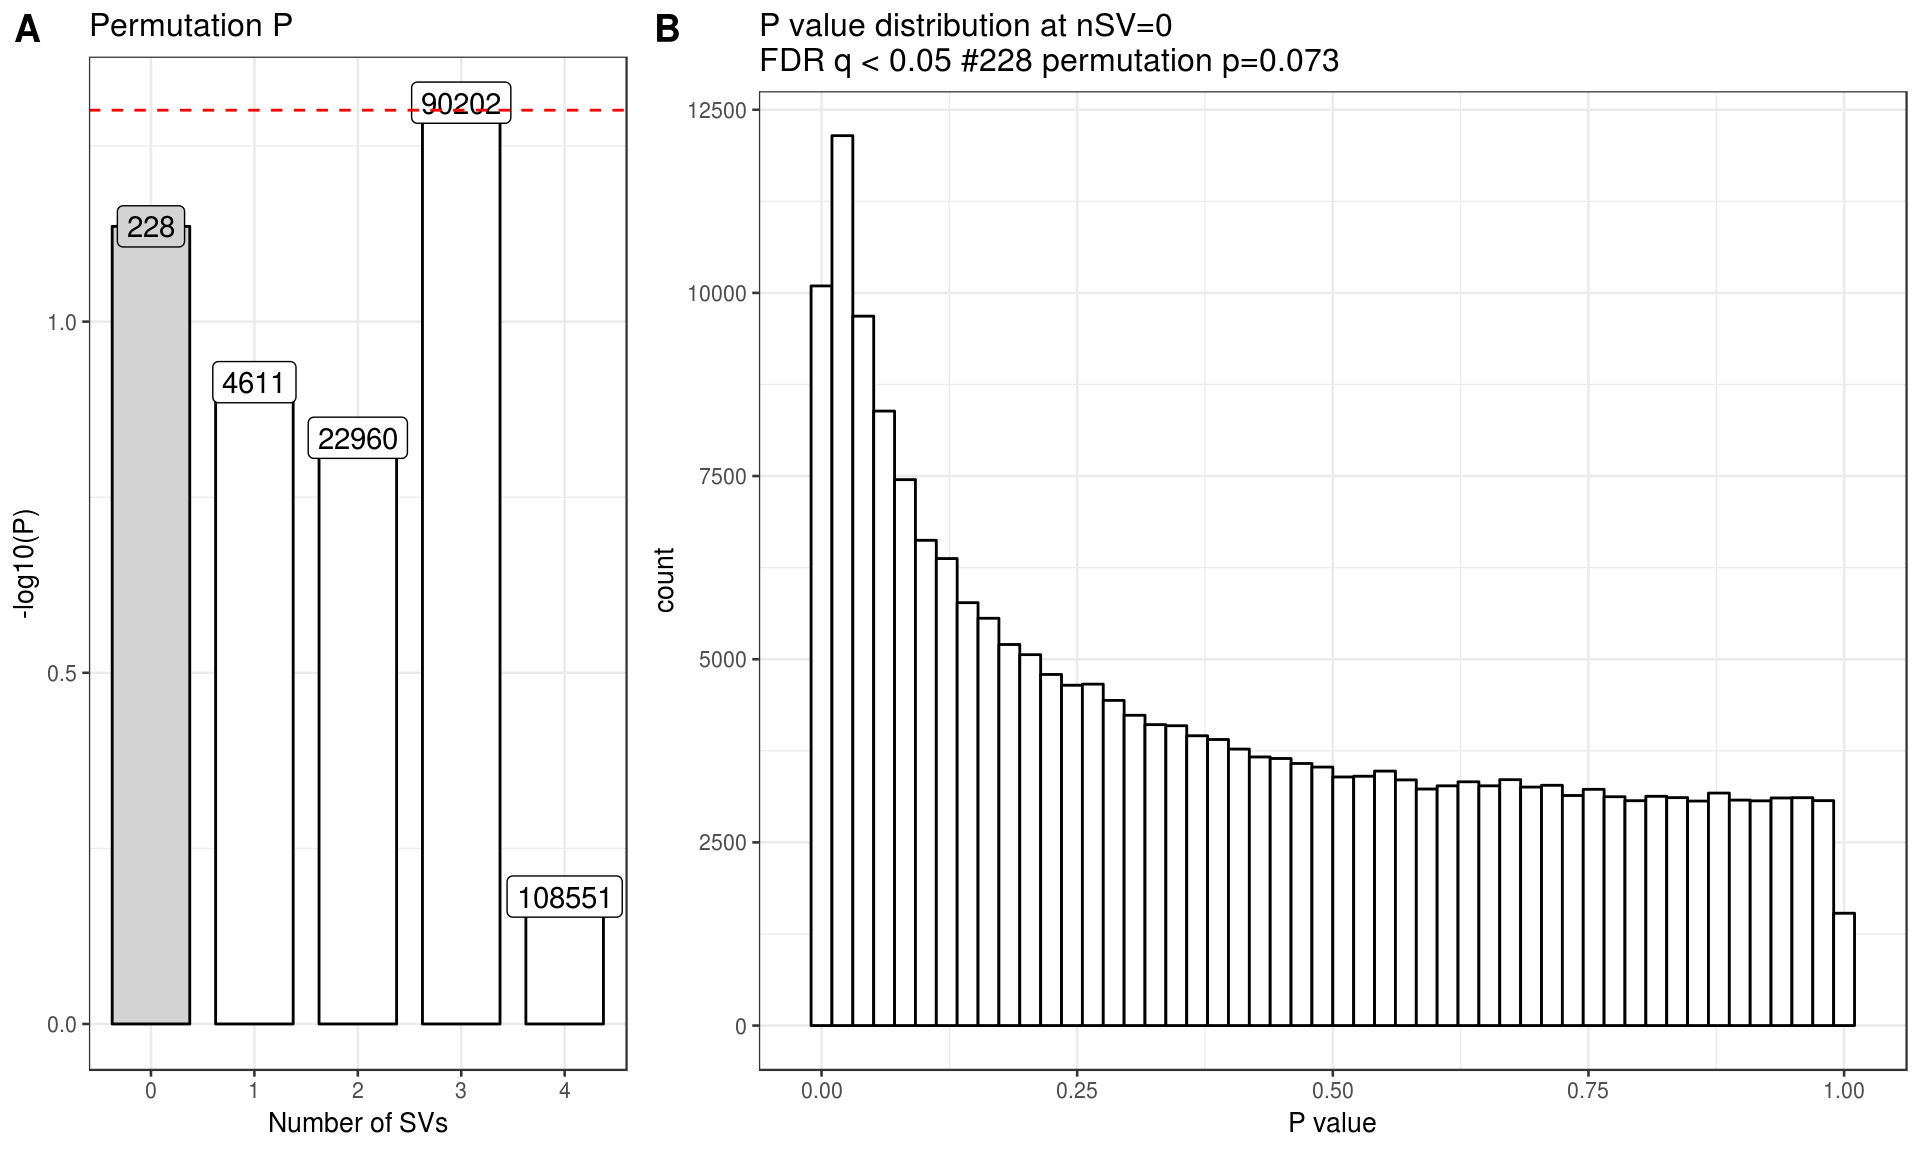 A
Permutation P
-log10(P)
1.0
0.5
0.0
228
4611
22960
90202
108551
0
1
2
3
4
Number of SVs
B
P value distribution at nSV=0
FDR q < 0.05 #228 permutation p=0.073
count
12500
10000
7500
5000
2500
0
0.00
0.25
0.50
0.75
1.00
P value